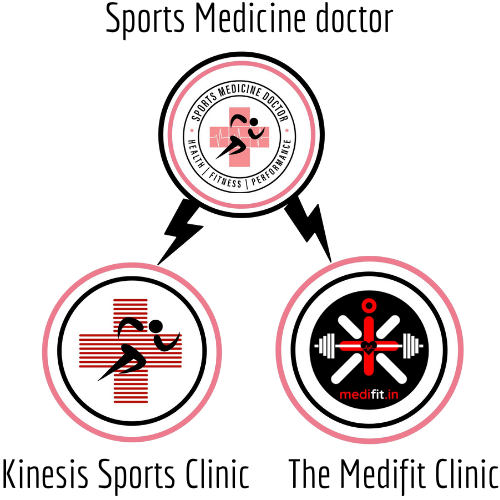 Sports Medicine doctor
SPORTS MEDICINE DOCTOR
HEALTH | FITNESS | PERFORMANCE
medifit.in
Kinesis Sports Clinic
The Medifit Clinic